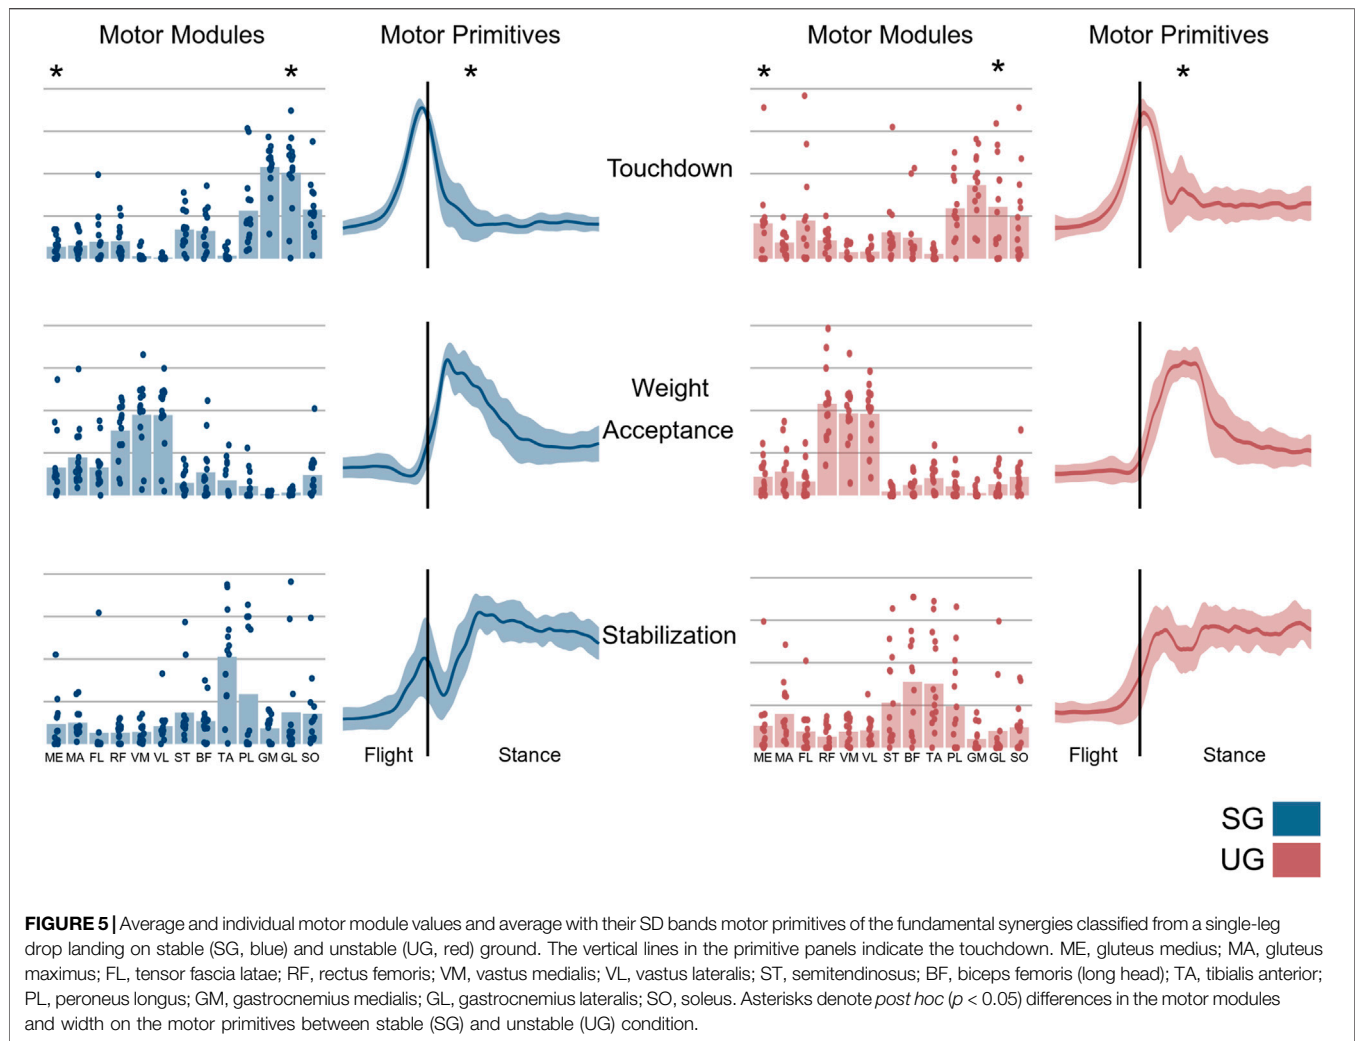 Motor Modules Motor Primitives Motor Modules Motor Primitives
* * * * * *
Touchdown
Weight
Acceptance
Stabilization
Flight Stance Flight Stance
ME MA FL RF VM VL ST BF TA PL GM GL SO ME MA FL RF VM VL ST BF TA PL GM GL SO
SG
UG
FIGURE 5 | Average and individual motor module values and average with their SD bands motor primitives of the fundamental synergies classified from a single-leg
drop landing on stable (SG, blue) and unstable (UG, red) ground. The vertical lines in the primitive panels indicate the touchdown. ME, gluteus medius; MA, gluteus
maximus; FL, tensor fascia latae; RF, rectus femoris; VM, vastus medialis; VL, vastus lateralis; ST, semitendinosus; BF, biceps femoris (long head); TA, tibialis anterior;
PL, peroneus longus; GM, gastrocnemius medialis; GL, gastrocnemius lateralis; SO, soleus. Asterisks denote post hoc (p < 0.05) differences in the motor modules
and width on the motor primitives between stable (SG) and unstable (UG) condition.